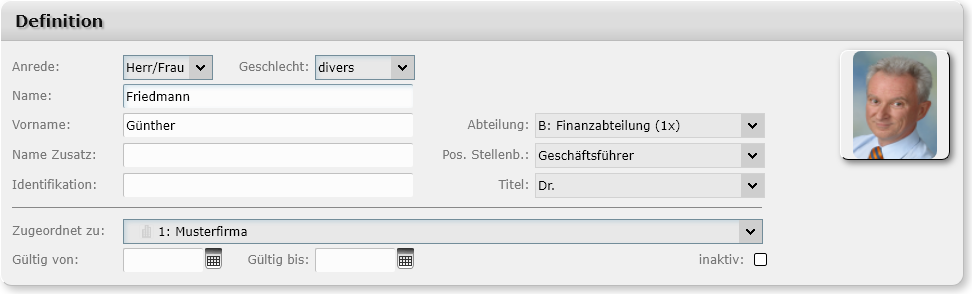 Definition
Anrede: Herr/Frau Geschlecht: divers
Name: Friedmann
Vorname: Günther Abteilung: B: Finanzabteilung (1x)
Name Zusatz: Pos. Stellenb.: Geschäftsführer
Identifikation: Titel: Dr.
Zugeordnet zu: 1: Musterfirma
Gültig von: Gültig bis: inaktiv: